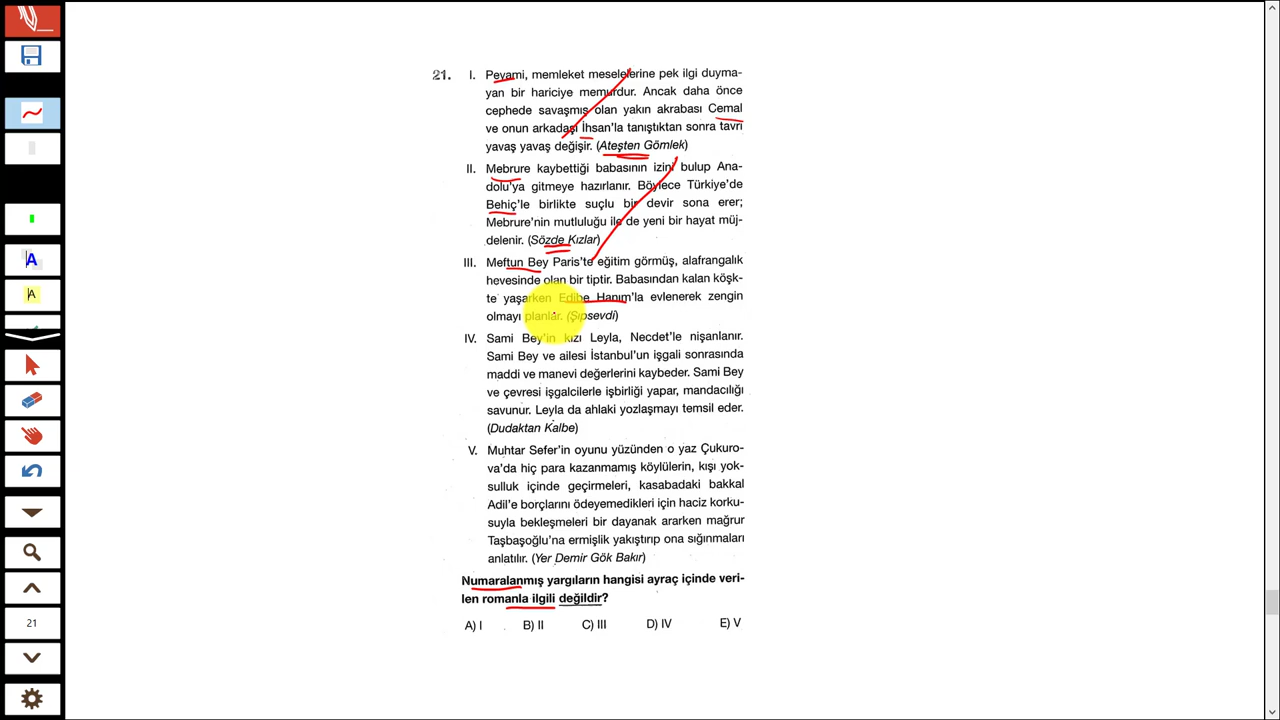 21. I. Peyami, memleket meselelerine pek ilgi duyma-
yan bir hariciye memurdur. Ancak daha önce
cephede savaşmış olan yakın akrabası Cemal
ve onun arkadaşı İhsan'la tanıştıktan sonra tavri
yavaş yavaş değişir. (Ateşten Gömlek)
II. Mebrure kaybettiği babasının izini bulup Ana-
dolu'ya gitmeye hazırlanır. Böylece Türkiye'de
Behiç'le birlikte suçlu bir devir sona erer;
Mebrure'nin mutluluğu ile de yeni bir hayat müj-
delenir. (Sözde Kızlar)
III. Meftun Bey Paris'te eğitim görmüş, alafrangalık
hevesinde olan bir tiptir. Babasından kalan köşk-
te yaşarken Edibe Hanım'la evlenerek zengin
olmayı planlar. (Şıpsevdi)
IV. Sami Bey'in kızı Leyla, Necdet'le nişanlanır.
Sami Bey ve ailesi İstanbul'un işgali sonrasında
maddi ve manevi değerlerini kaybeder. Sami Bey
ve çevresi işgalcilerle işbirliği yapar, mandacılığı
savunur. Leyla da ahlaki yozlaşmayı temsil eder.
(Dudaktan Kalbe)
V. Muhtar Sefer'in oyunu yüzünden o yaz Çukuro-
va'da hiç para kazanmamış köylülerin, kışı yok-
sulluk içinde geçirmeleri, kasabadaki bakkal
Adil'e borçlarını ödeyemedikleri için haciz korku-
suyla bekleşmeleri bir dayanak ararken mağrur
Taşbaşoğlu'na ermişlik yakıştırıp ona sığınmaları
anlatılır. (Yer Demir Gök Bakır)
Numaralanmış yargıların hangisi ayraç içinde veri-
len romanla ilgili değildir?
A) I B) II C) III D) IV E) V
A
A
21